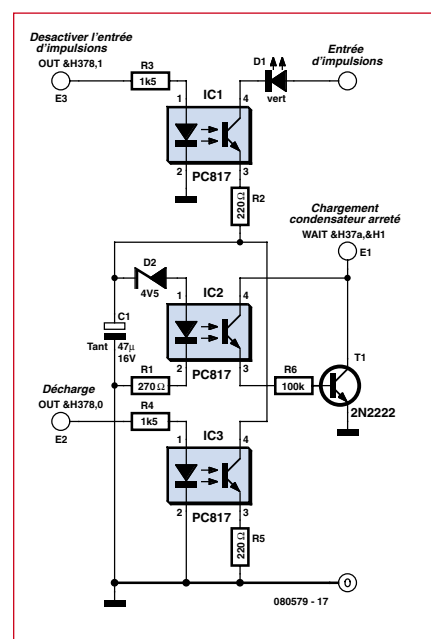 Desactiver l'entrée
d'impulsions
OUT &H378,1
E3
R3
1k5
IC1
1
4
2
3
PC817
D1
vert
Entrée
d'impulsions
220Ω
R2
Chargement
condensateur arreté
WAIT &H37a,&H1
E1
D2
4V5
IC2
1
4
2
3
PC817
C1
Tant
47µ
16V
R1
270Ω
R6
100k
T1
2N2222
Décharge
OUT &H378,0
E2
R4
1k5
IC3
1
4
2
3
PC817
220Ω
R5
0
080579 - 17